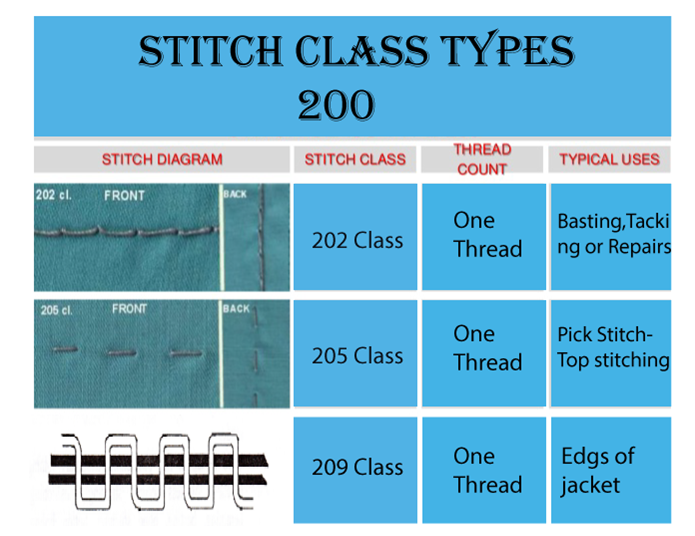 STITCH CLASS TYPES
200
STITCH DIAGRAM
STITCH CLASS
THREAD
COUNT
TYPICAL USES
202 cl. FRONT BACK
202 Class
One
Thread
Basting,Tacki
ng or Repairs
205 cl. FRONT BACK
205 Class
One
Thread
Pick Stitch-
Top stitching
209 Class
One
Thread
Edgs of
jacket